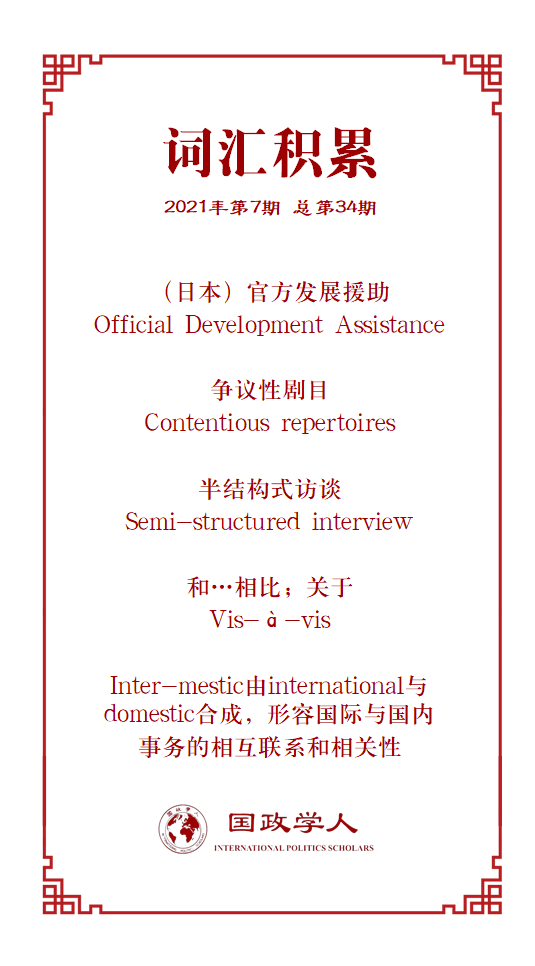 词汇积累
2021年第7期 总第34期
（日本）官方发展援助
Official Development Assistance
争议性剧目
Contentious repertoires
半结构式访谈
Semi-structured interview
和…相比；关于
Vis-à-vis
Inter-mestic由international与
domestic合成，形容国际与国内
事务的相互联系和相关性
国政学人
国政学人
INTERNATIONAL POLITICS SCHOLARS